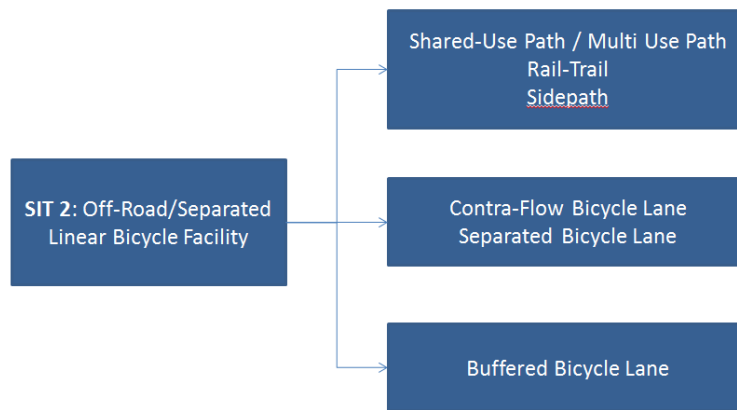 Shared-Use Path / Multi Use Path
Rail-Trail
Sidepath
SIT 2: Off-Road/Separated
Linear Bicycle Facility
Contra-Flow Bicycle Lane
Separated Bicycle Lane
Buffered Bicycle Lane